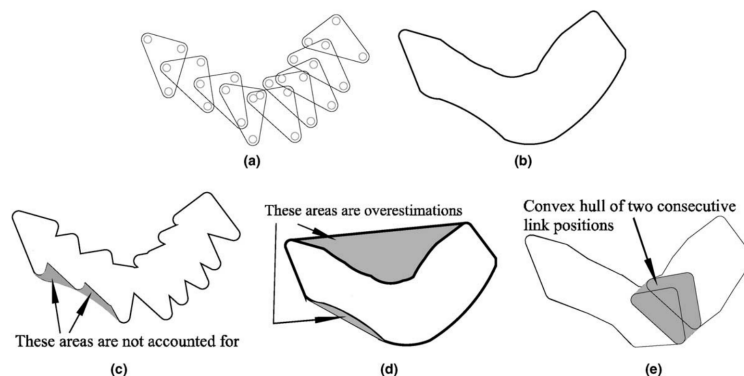 (a)
(b)
These areas are not accounted for
(c)
These areas are overestimations
(d)
Convex hull of two consecutive
link positions
(e)